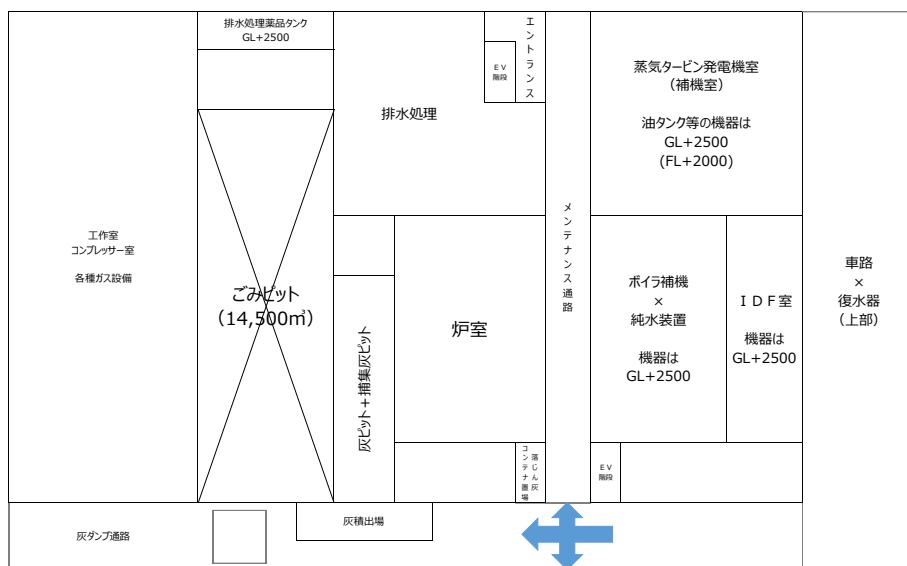 排水処理薬品タンク
GL+2500
エントランス
ＥＶ
階段
排水処理
蒸気タービン発電機室
（補機室）
油タンク等の機器は
GL+2500
(FL+2000)
工作室
コンプレッサー室
各種ガス設備
ごみピット
（14,500㎥）
灰ピット＋捕集灰ピット
炉室
メンテナンス通路
ボイラ補機
×
純水装置
機器は
GL+2500
ＩＤＦ室
機器は
GL+2500
車路
×
復水器
（上部）
落じん灰
コンテナ置場
ＥＶ
階段
灰ダンプ通路
灰積出場